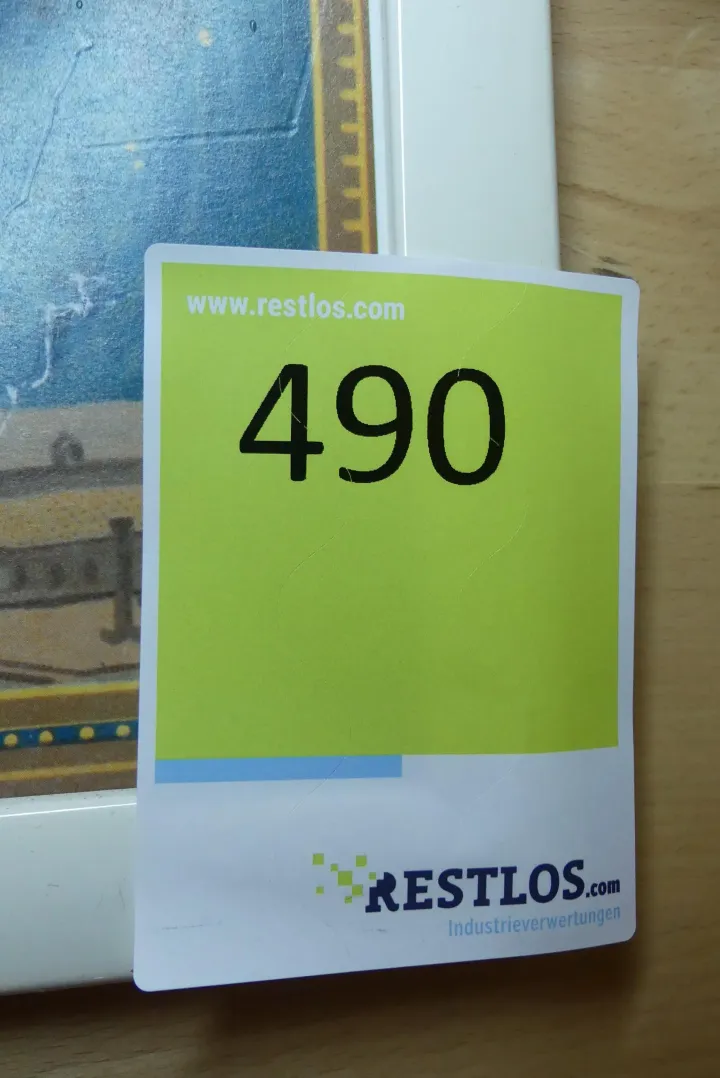 www.restlos.com
490
RESTLOS.com
Industrieverwertungen